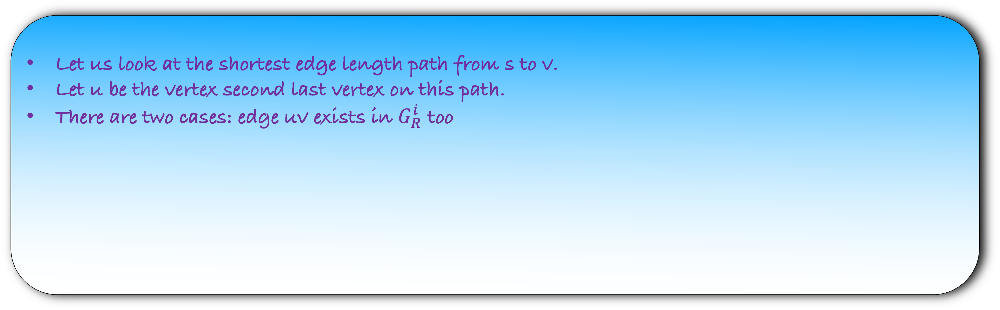 • Let us look at the shortest edge length path from s to v.
• Let u be the vertex second last vertex on this path.
• There are two cases: edge uv exists in $G_R^i$ too